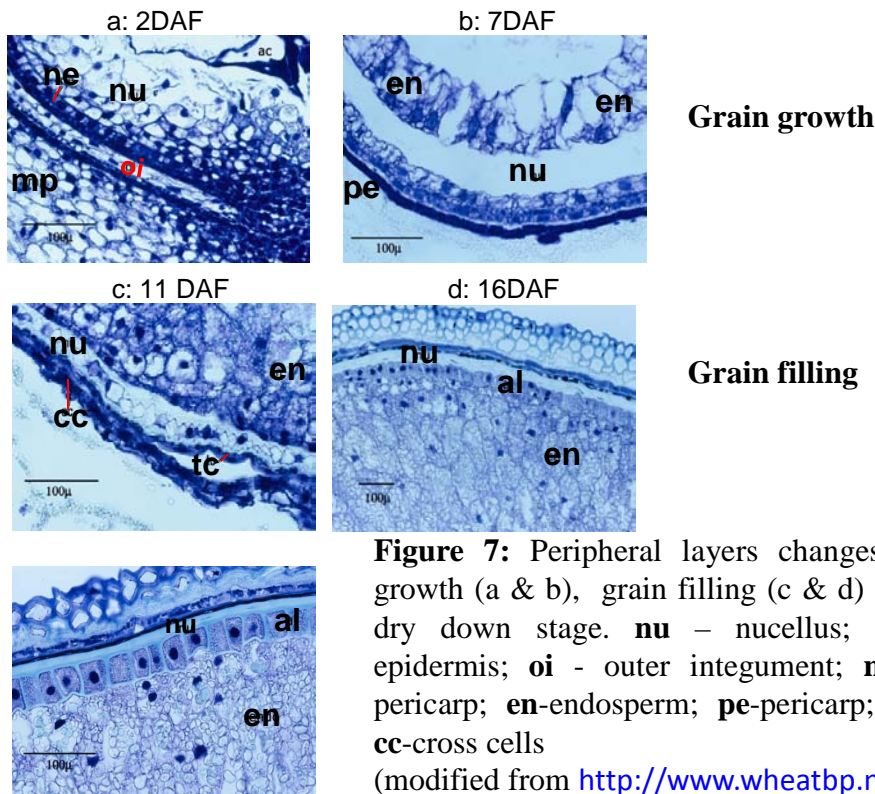 a: 2DAF
b: 7DAF
ac
ne
nu
en
en
Grain growth
oi
mp
nu
pe
100µ
100µ
c: 11 DAF
d: 16DAF
nu
en
nu
al
Grain filling
cc
en
tc
100µ
100µ
Figure 7: Peripheral layers changes
growth (a & b), grain filling (c & d)
dry down stage. nu – nucellus;
epidermis; oi - outer integument;
pericarp; en-endosperm; pe-pericarp;
cc-cross cells
(modified from http://www.wheatbp.n
nu
al
en
100µ